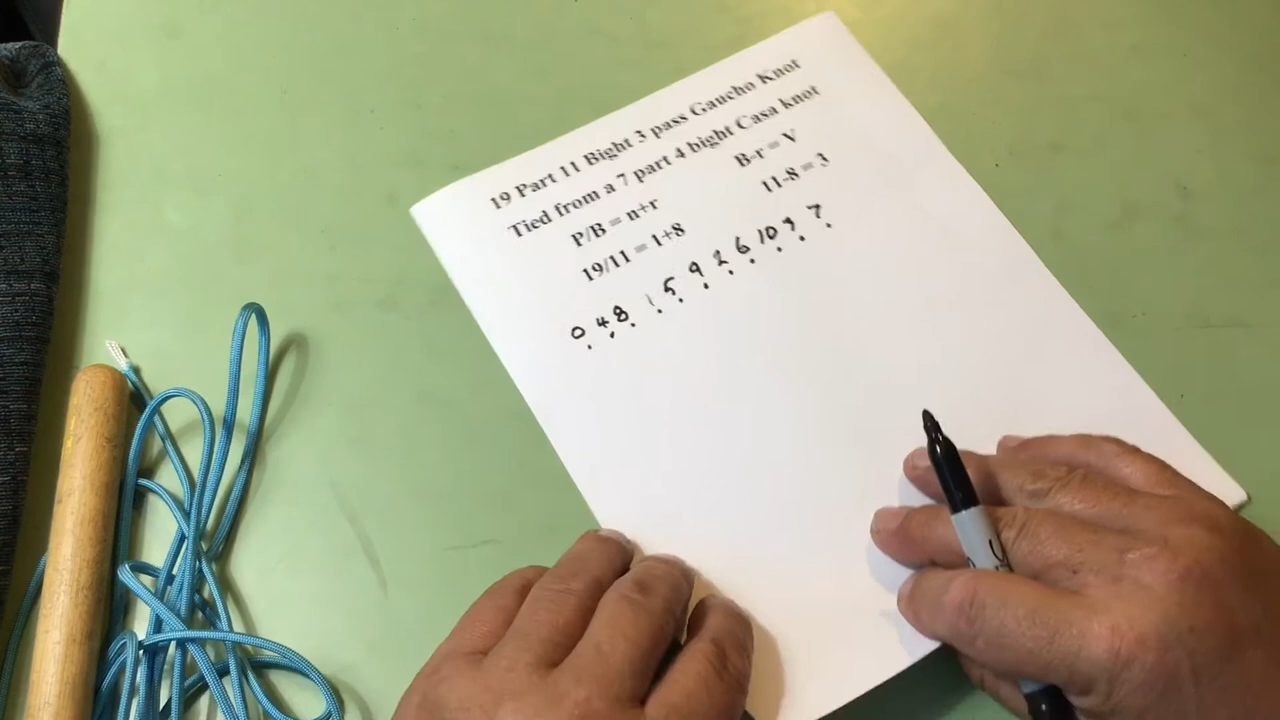 19 Part 11 Bight 3 pass Gaucho Knot
Tied from a 7 part 4 bight Casa knot
P/B = n+r
B-r = V
19/11 = 1+8
11-8 = 3
0 4 8 1 5 9 2 6 10 9 7